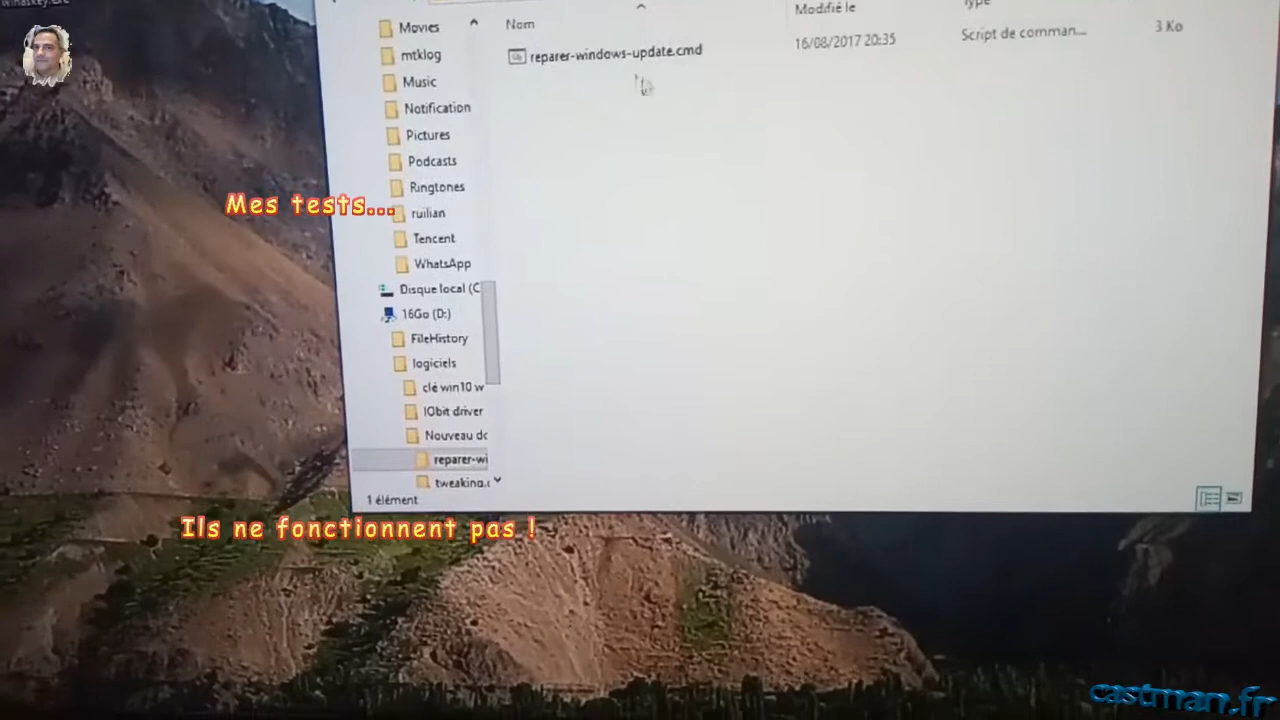 Modifié le
Type
Nom
reparer-windows-update.cmd
16/08/2017 20:35
Script de comman...
3 Ko
Movies
mtklog
Music
Notification
Pictures
Podcasts
Ringtones
Mes tests...
ruilian
Tencent
WhatsApp
Disque local (C
16Go (D:)
FileHistory
logiciels
clé win10 w
IObit driver
Nouveau dc
reparer-wi
tweaking.c
1 élément
Ils ne fonctionnent pas !
castman.fr